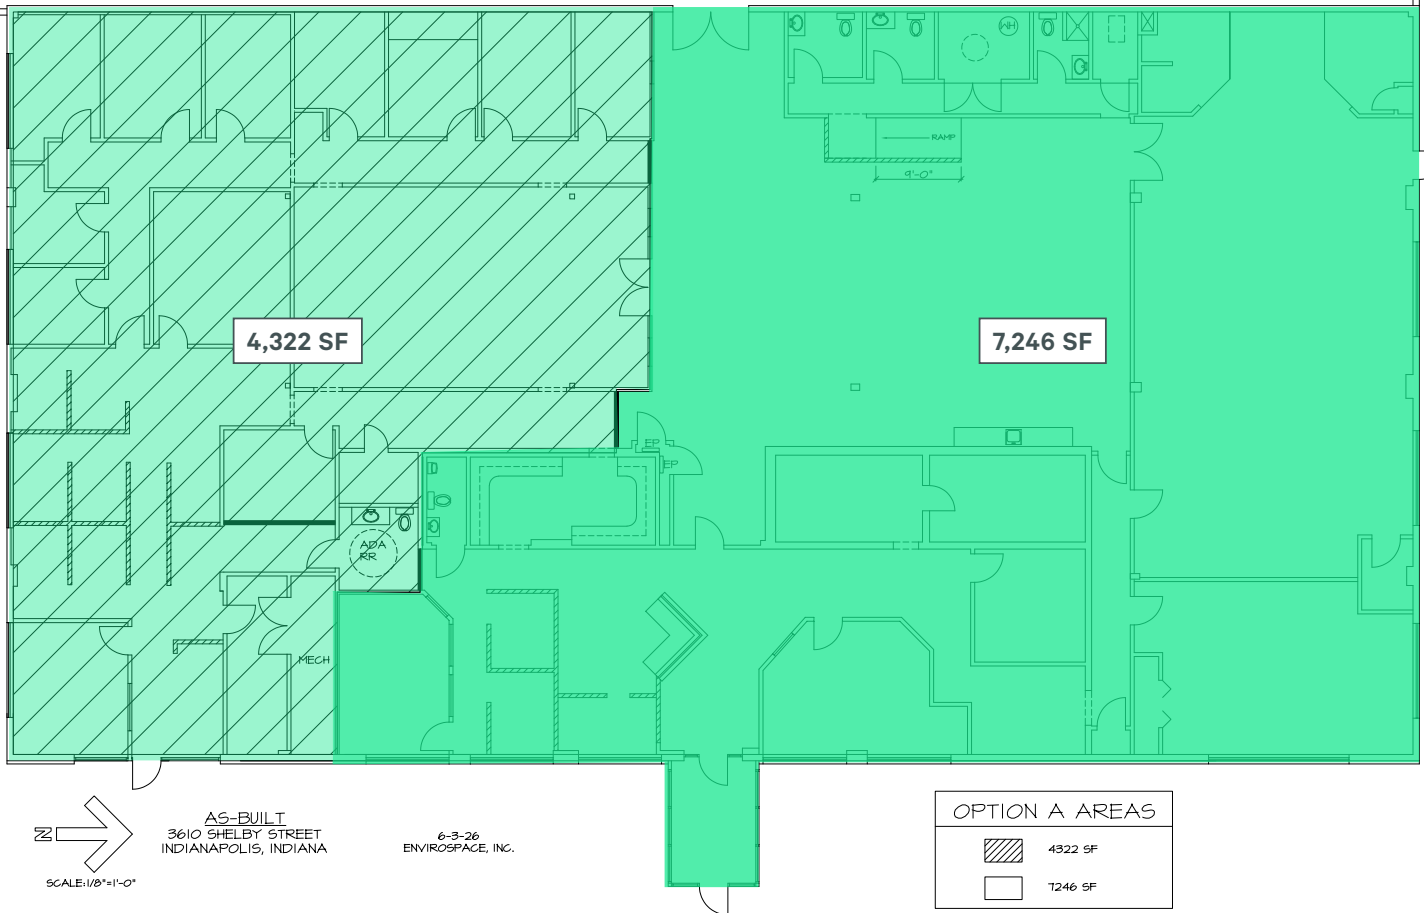 WH
RAMP
9'-0"
4,322 SF
7,246 SF
EP
EP
ADA
RR
MECH
N
AS-BUILT
3610 SHELBY STREET
INDIANAPOLIS, INDIANA
SCALE:1/8"=1'-0"
6-3-26
ENVIROSPACE, INC.
OPTION A AREAS
4322 SF
7246 SF